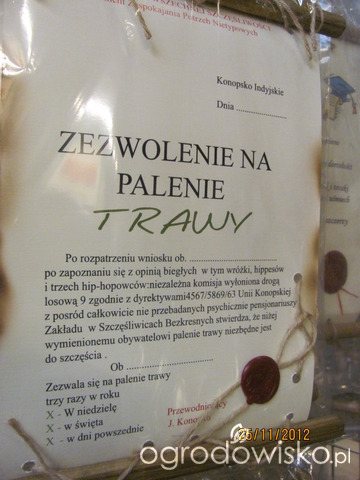 Zaspokajania Potrzeb Nietypowych
Konopsko Indyjskie
Dnia ........................
ZEZWOLENIE NA
PALENIE
TRAWY
Po rozpatrzeniu wniosku ob. ..............................
po zapoznaniu się z opinią biegłych w tym wróżki, hippesów
i trzech hip-hopowców:niezależna komisja wyłoniona drogą
losową 9 zgodnie z dyrektywami4567/5869/63 Unii Konopskiej
z pośród całkowicie nie przebadanych psychicznie pensjonariuszy
Zakładu w Szczęśliwicach Bezkresnych stwierdza, że niżej
wymienionemu obywatelowi palenie trawy niezbędne jest
do szczęścia .
Ob ..............................
Zezwala się na palenie trawy
trzy razy w roku
X - W niedzielę
X - w święta
X - w dni powszednie
J.
25/11/2012
ogrodowisko.pl